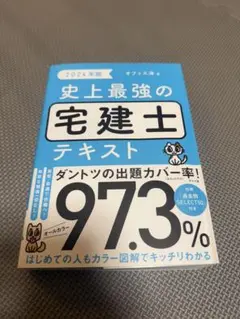 2024年版
オフィス海 著
史上最強の
宅建士
テキスト
ダントツの出題カバー率!
オールカラー
97.3%
はじめての人もカラー図解でキッチリわかる